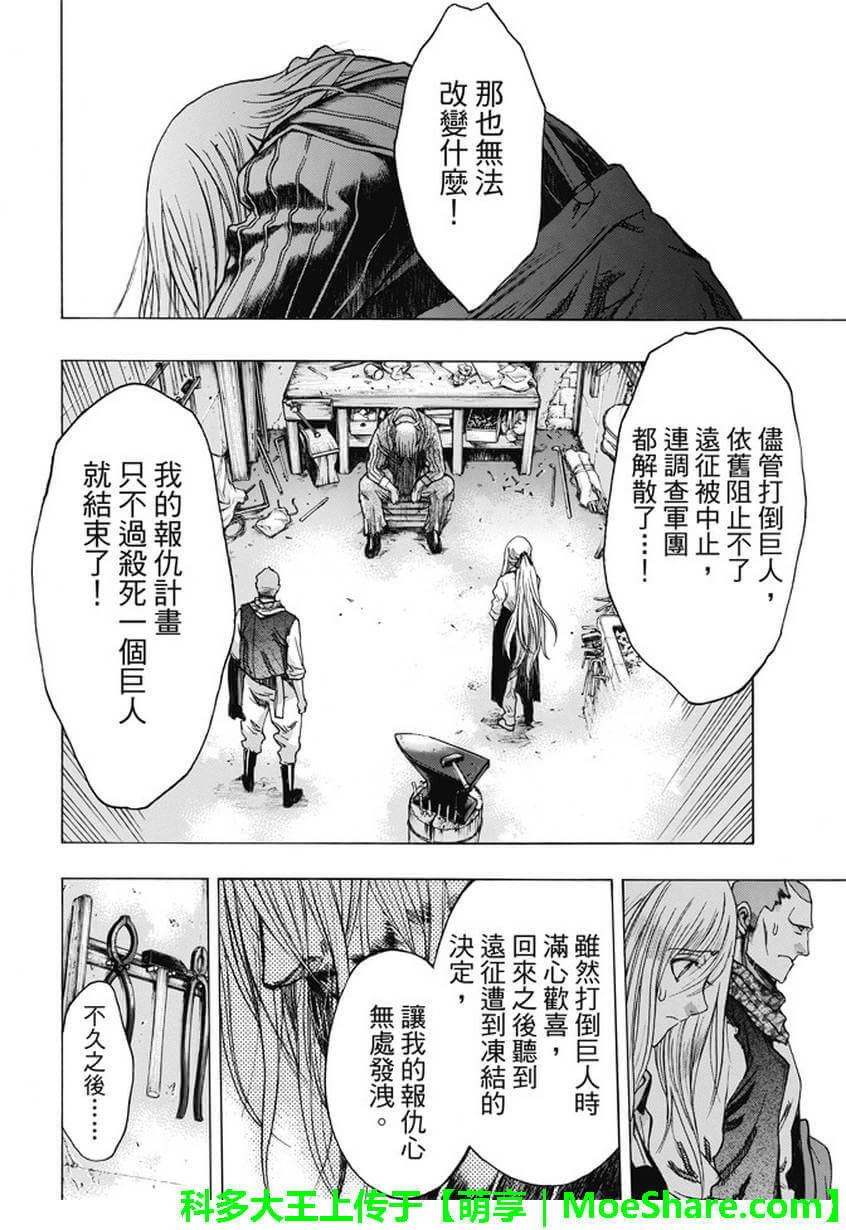 那也無法
改變什麼！
儘管打倒巨人，
依舊阻止不了
遠征被中止，
連調查軍團
都解散了…！
我的報仇計畫
只不過殺死一個巨人
就結束了！
雖然打倒巨人時
滿心歡喜，
回來之後聽到
遠征遭到凍結的
決定，
讓我的報仇心
無處發洩。
不久之後……
科多大王上传于【萌享｜MoeShare.com】